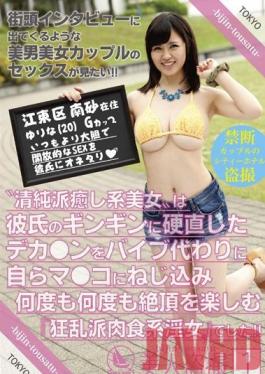 街頭インタビューに
出てくるような
美男美女カップルの
セックスが見たい!!
TOKYO
-bijin-tousatu-
江東区 南砂在住
ゆりな(20) Gカップ
いつもより大胆で
開放的なSEXを
彼氏にオネダリ♥
禁断
カップルの
シティーホテル
盗撮
“清純派癒し系美女”は
彼氏のギンギンに硬直した
デカ●ンをバイブ代わりに
自らマ●コにねじ込み
何度も何度も絶頂を楽しむ
「狂乱派肉食系淫女」でした!!
-bijin-tousatu-
TOKYO